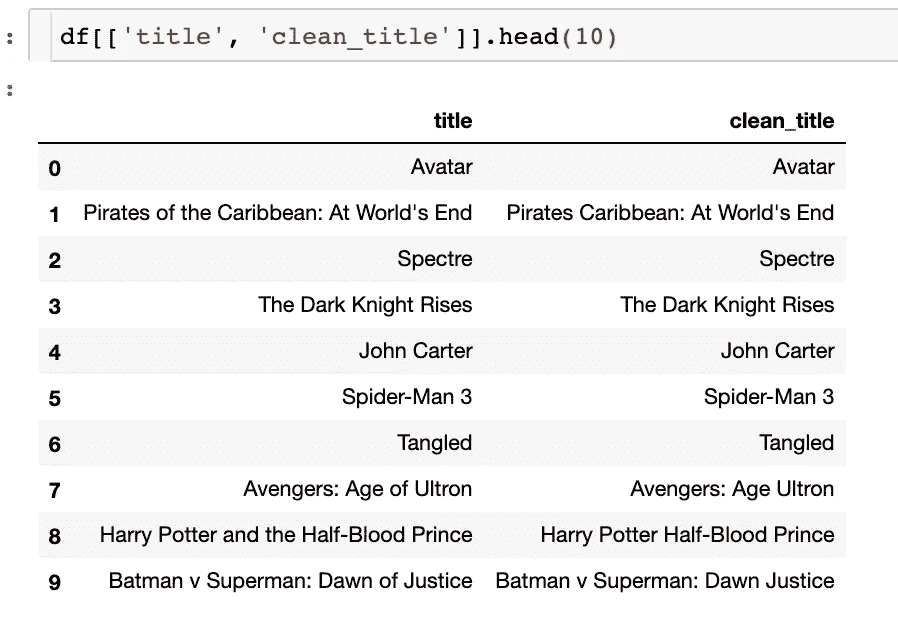 : df[['title', 'clean_title']].head(10)
:
title clean_title
0 Avatar Avatar
1 Pirates of the Caribbean: At World's End Pirates Caribbean: At World's End
2 Spectre Spectre
3 The Dark Knight Rises The Dark Knight Rises
4 John Carter John Carter
5 Spider-Man 3 Spider-Man 3
6 Tangled Tangled
7 Avengers: Age of Ultron Avengers: Age Ultron
8 Harry Potter and the Half-Blood Prince Harry Potter Half-Blood Prince
9 Batman v Superman: Dawn of Justice Batman v Superman: Dawn Justice